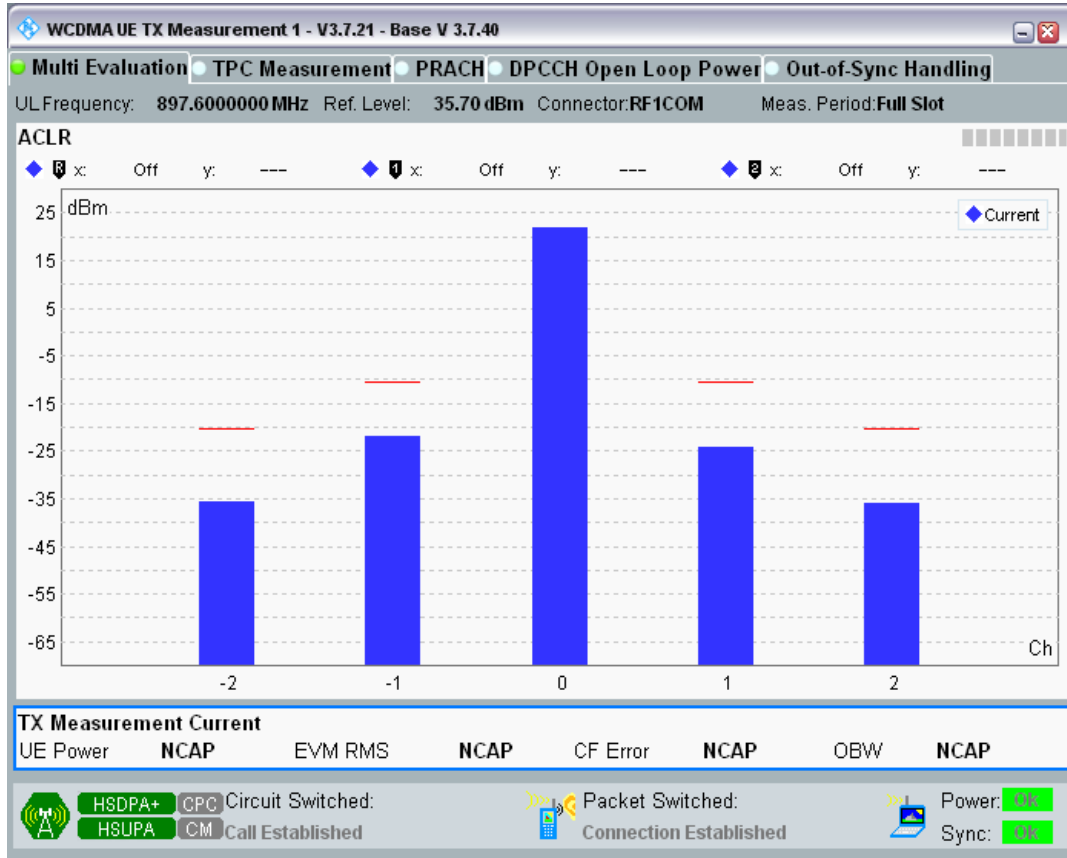 WCDMA UE TX Measurement 1 - V3.7.21 - Base V 3.7.40
Multi Evaluation TPC Measurement PRACH DPCCH Open Loop Power Out-of-Sync Handling
UL Frequency: 897.6000000 MHz Ref. Level: 35.70 dBm Connector:RF1COM Meas. Period:Full Slot
ACLR
R x: Off y: --- 1 x: Off y: --- 2 x: Off y: ---
dBm
Current
25
15
5
-5
-15
-25
-35
-45
-55
-65
Ch
-2 -1 0 1 2
TX Measurement Current
UE Power NCAP EVM RMS NCAP CF Error NCAP OBW NCAP
HSDPA+ CPC Circuit Switched: Packet Switched: Power: Ok
HSUPA CM Call Established Connection Established Sync: Ok